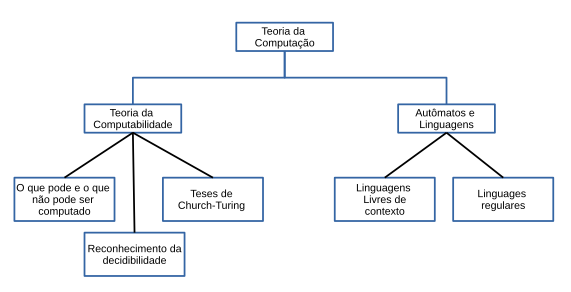 Teoria da
Computação
Teoria da
Computabilidade
Autômatos e
Linguagens
O que pode e o que
não pode ser
computado
Teses de
Church-Turing
Linguagens
Livres de
contexto
Linguages
regulares
Reconhecimento da
decidibilidade